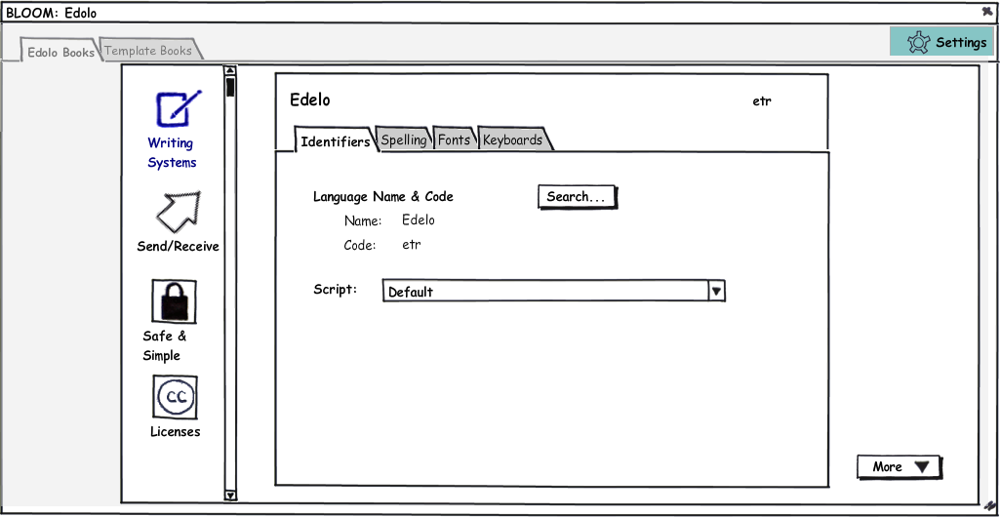 BLOOM: Edolo
Edolo Books
Template Books
Settings
Writing
Systems
Send/Receive
Safe &
Simple
CC
Licenses
Edelo
etr
Identifiers
Spelling
Fonts
Keyboards
Language Name & Code
Search...
Name: Edelo
Code: etr
Script: Default
More